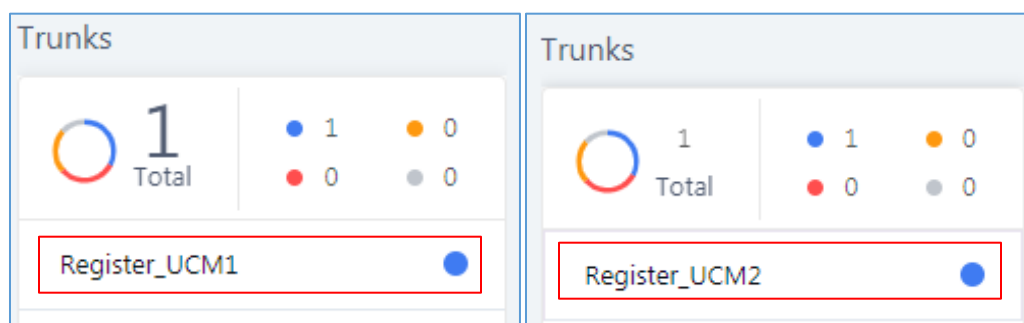 Trunks
1 Total
1 0
0 0
Register_UCM1
Trunks
1 Total
1 0
0 0
Register_UCM2